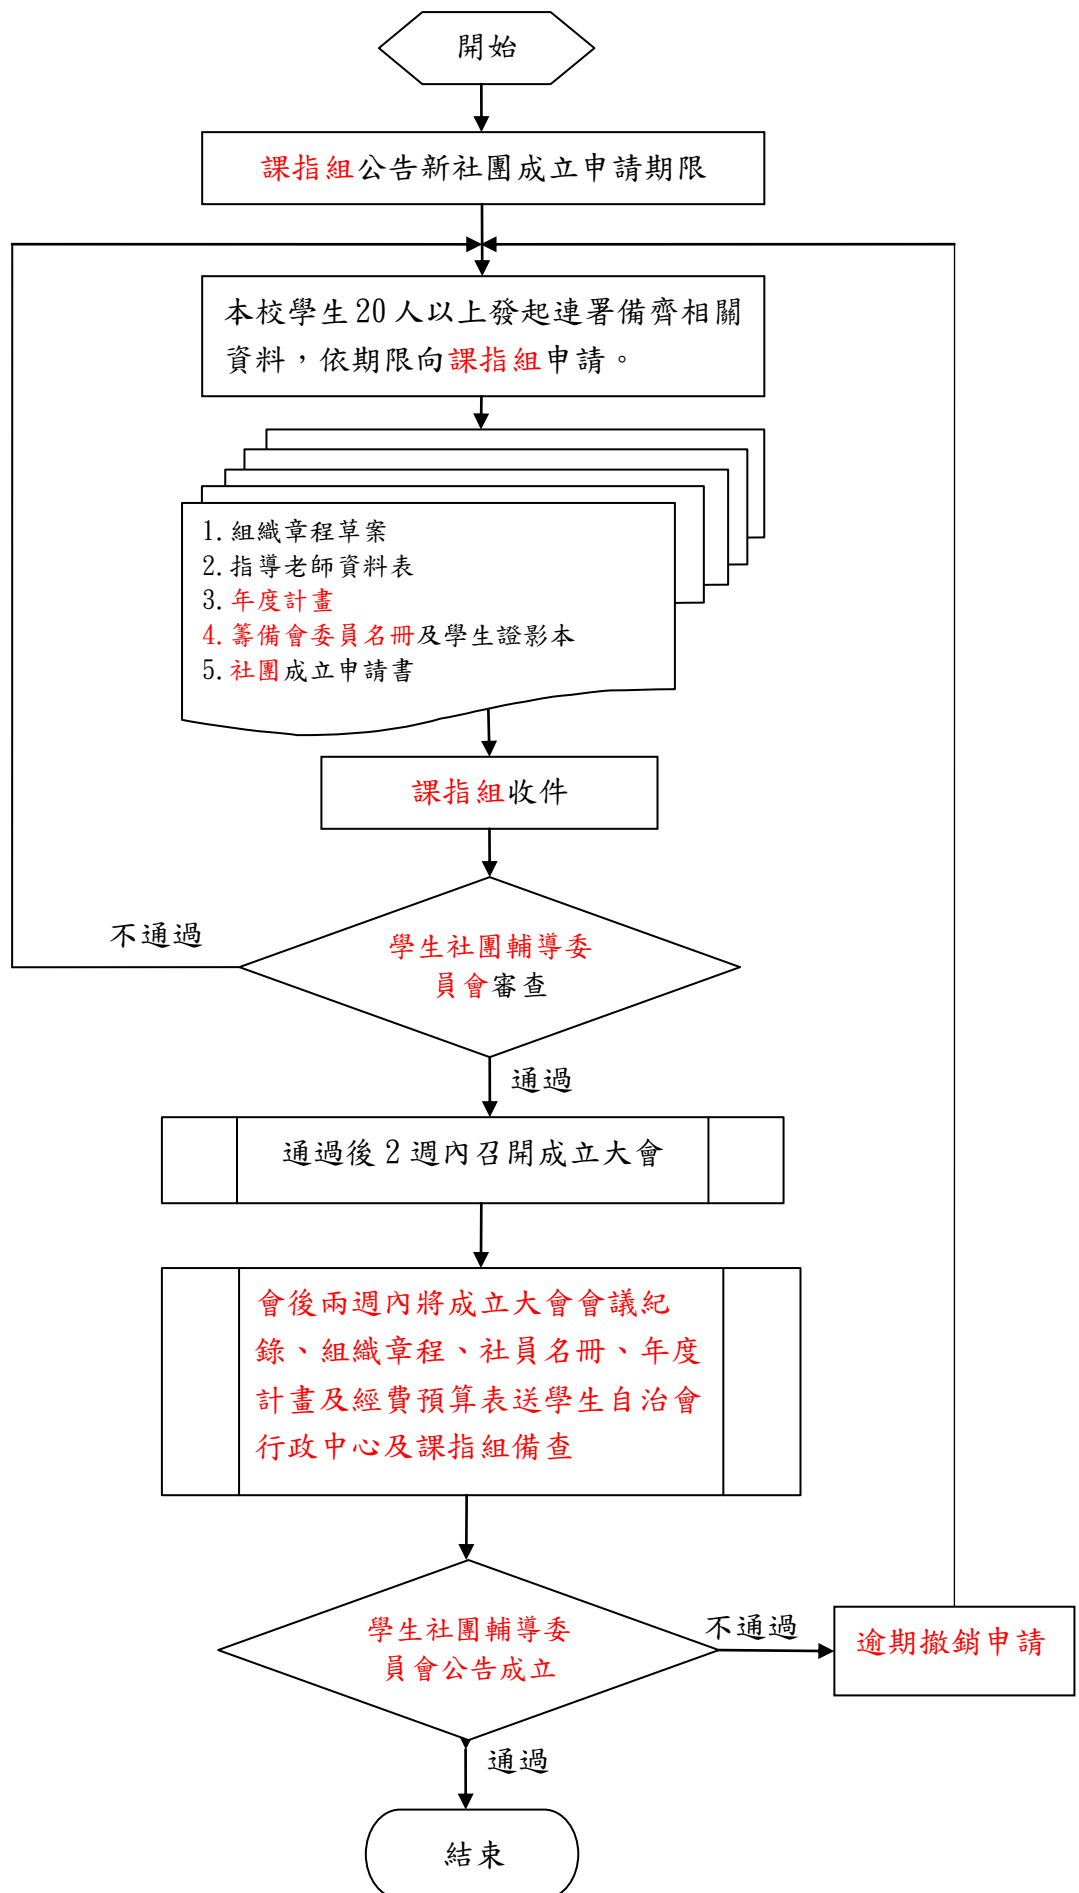 開始
課指組公告新社團成立申請期限
本校學生20人以上發起連署備齊相關
資料，依期限向課指組申請。
1.組織章程草案
2.指導老師資料表
3.年度計畫
4.籌備會委員名冊及學生證影本
5.社團成立申請書
課指組收件
不通過
學生社團輔導委
員會審查
通過
通過後2週內召開成立大會
會後兩週內將成立大會會議紀
錄、組織章程、社員名冊、年度
計畫及經費預算表送學生自治會
行政中心及課指組備查
學生社團輔導委
員會公告成立
不通過
逾期撤銷申請
通過
結束